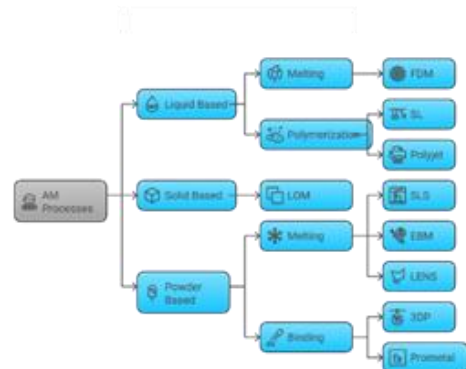 Melting
FDM
Liquid Based
SL
Polymerization
Polyjet
AM
Processes
Solid Based
LOM
SLS
Melting
EBM
Powder
Based
LENS
3DP
Binding
Prometal